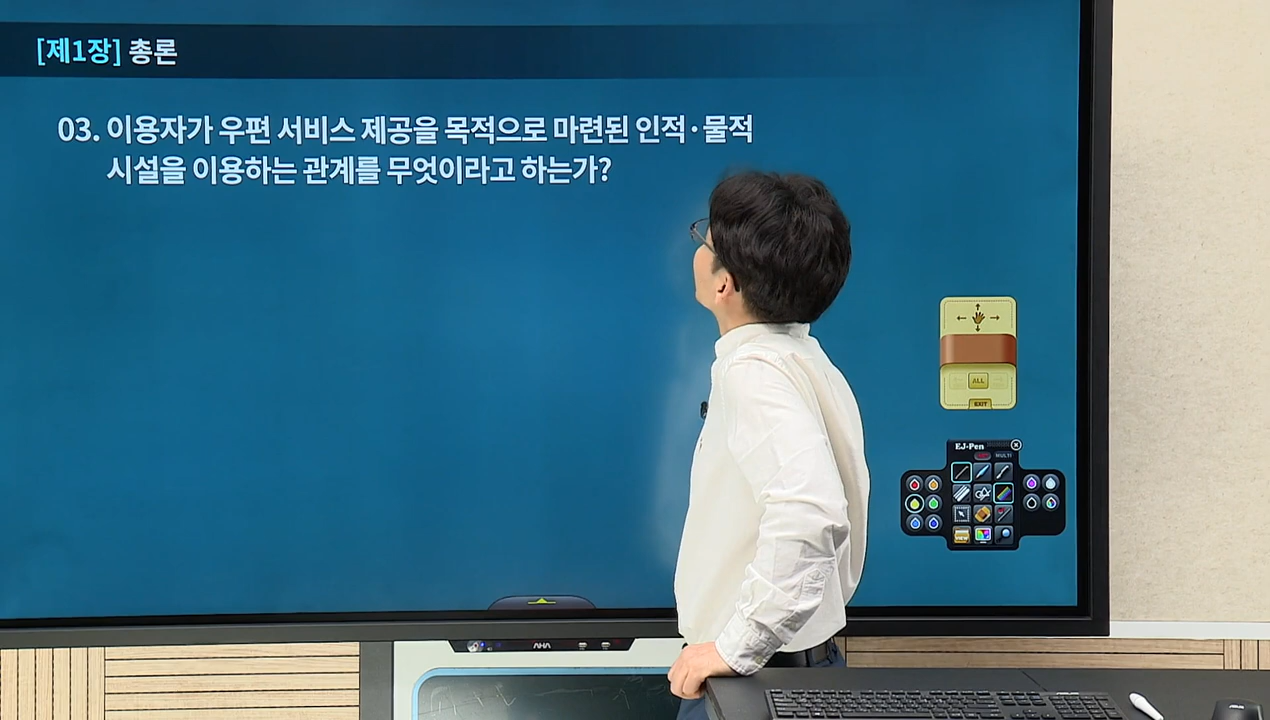 [제1장] 총론
03. 이용자가 우편 서비스 제공을 목적으로 마련된 인적·물적
시설을 이용하는 관계를 무엇이라고 하는가?
ALL
EXIT
EJ-Pen
MULTI
VIEW
AHA